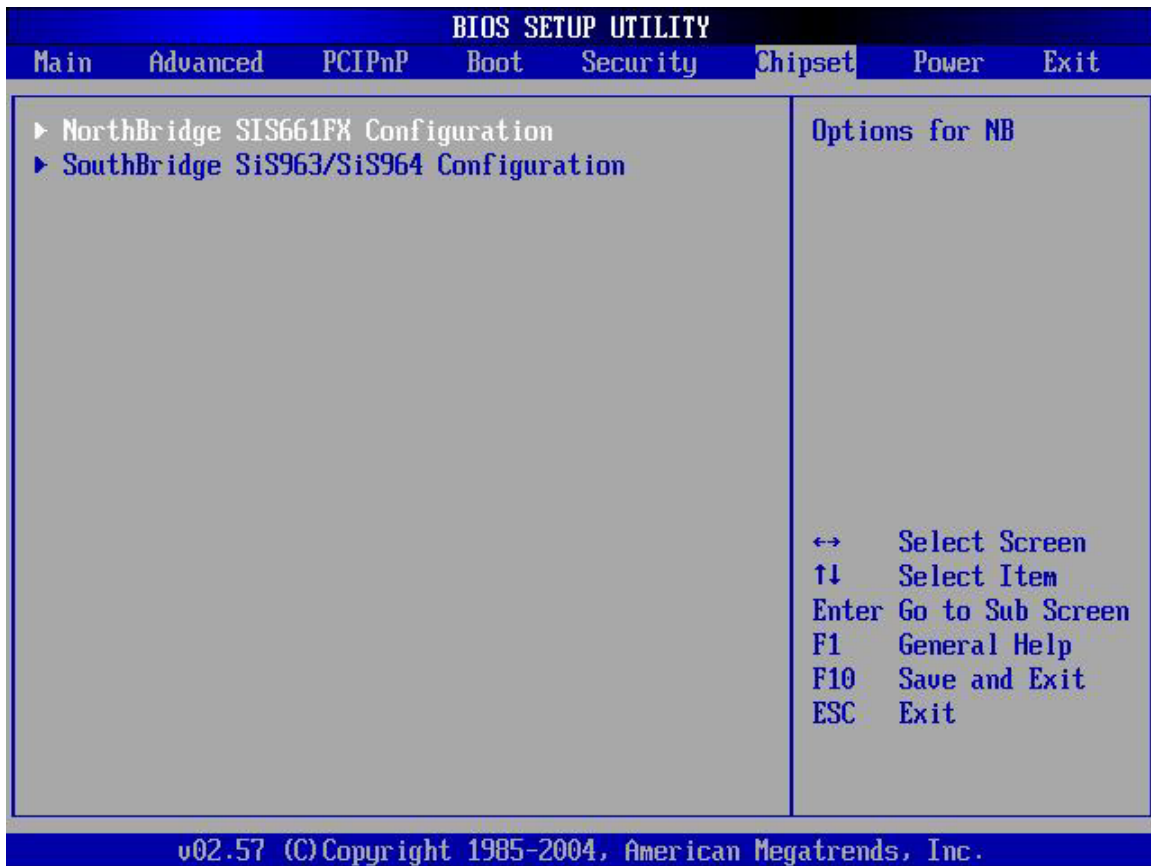 BIOS SETUP UTILITY
Main Advanced PCIPnP Boot Security Chipset Power Exit
▶ NorthBridge SIS661FX Configuration
▶ SouthBridge SiS963/SiS964 Configuration
Options for NB
←→ Select Screen
↑↓ Select Item
Enter Go to Sub Screen
F1 General Help
F10 Save and Exit
ESC Exit
v02.57 (C)Copyright 1985-2004, American Megatrends, Inc.